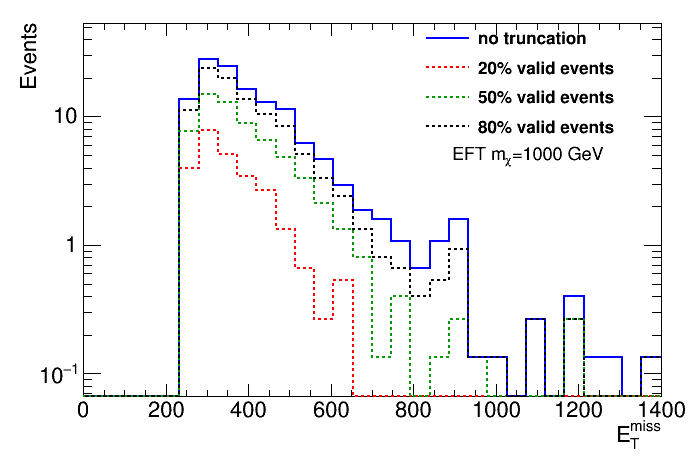 Events
no truncation
20% valid events
50% valid events
80% valid events
EFT mχ=1000 GeV
10
1
10⁻¹
0 200 400 600 800 1000 1200 1400
E_T^miss